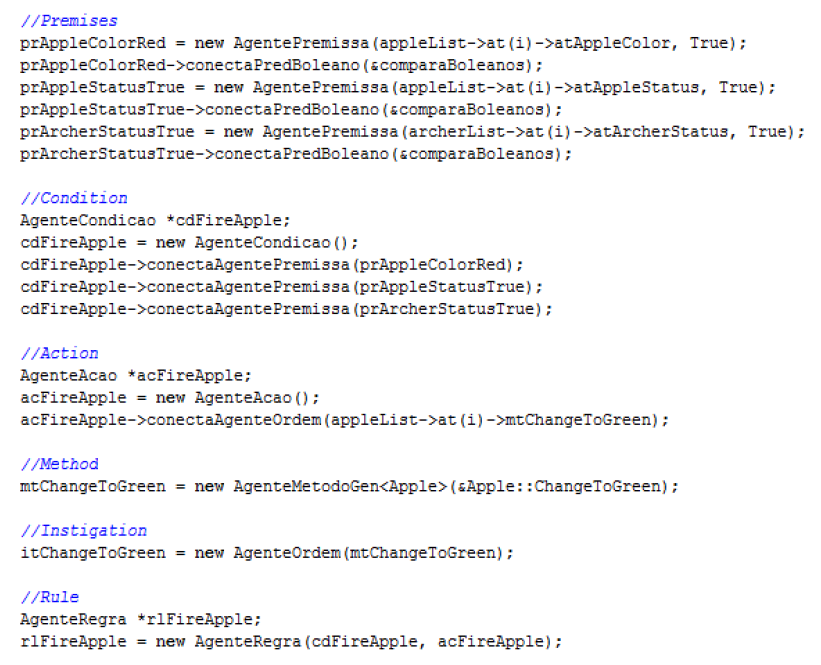 //Premises
prAppleColorRed = new AgentePremissa(appleList->at(i)->atAppleColor, True);
prAppleColorRed->conectaPredBoleano(&comparaBoleanos);
prAppleStatusTrue = new AgentePremissa(appleList->at(i)->atAppleStatus, True);
prAppleStatusTrue->conectaPredBoleano(&comparaBoleanos);
prArcherStatusTrue = new AgentePremissa(archerList->at(i)->atArcherStatus, True);
prArcherStatusTrue->conectaPredBoleano(&comparaBoleanos);
//Condition
AgenteCondicao *cdFireApple;
cdFireApple = new AgenteCondicao();
cdFireApple->conectaAgentePremissa(prAppleColorRed);
cdFireApple->conectaAgentePremissa(prAppleStatusTrue);
cdFireApple->conectaAgentePremissa(prArcherStatusTrue);
//Action
AgenteAcao *acFireApple;
acFireApple = new AgenteAcao();
acFireApple->conectaAgenteOrdem(appleList->at(i)->mtChangeToGreen);
//Method
mtChangeToGreen = new AgenteMetodoGen<Apple>(&Apple::ChangeToGreen);
//Instigation
itChangeToGreen = new AgenteOrdem(mtChangeToGreen);
//Rule
AgenteRegra *rlFireApple;
rlFireApple = new AgenteRegra(cdFireApple, acFireApple);